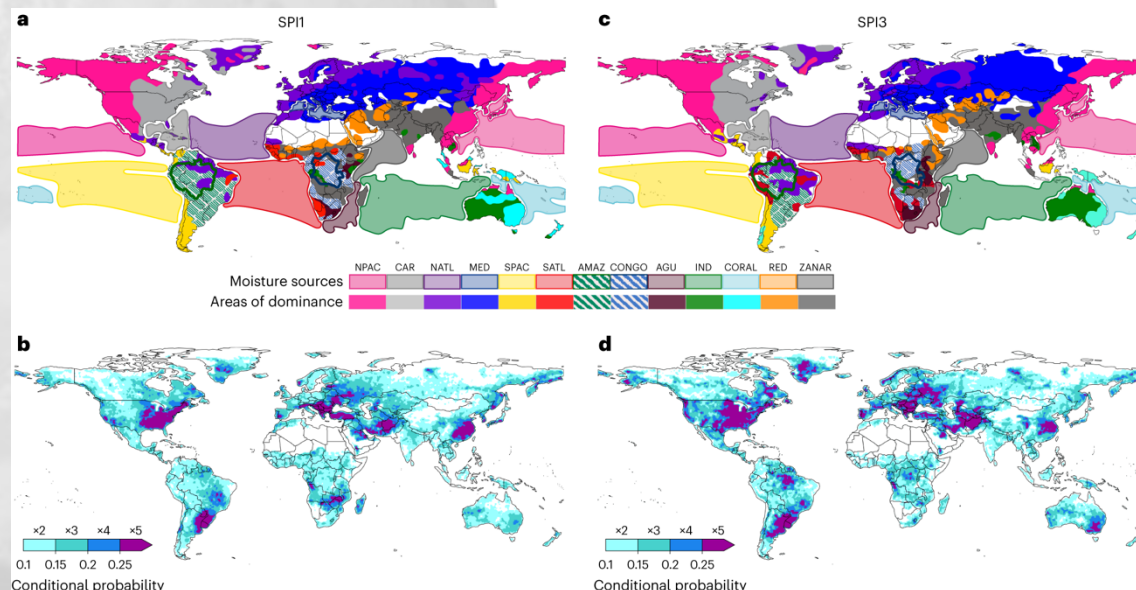 a SPI1
c SPI3
NPAC CAR NATL MED SPAC SATL AMAZ CONGO AGU IND CORAL RED ZANAR
Moisture sources
Areas of dominance
b
d
×2 ×3 ×4 ×5
0.1 0.15 0.2 0.25
Conditional probability
×2 ×3 ×4 ×5
0.1 0.15 0.2 0.25
Conditional probability